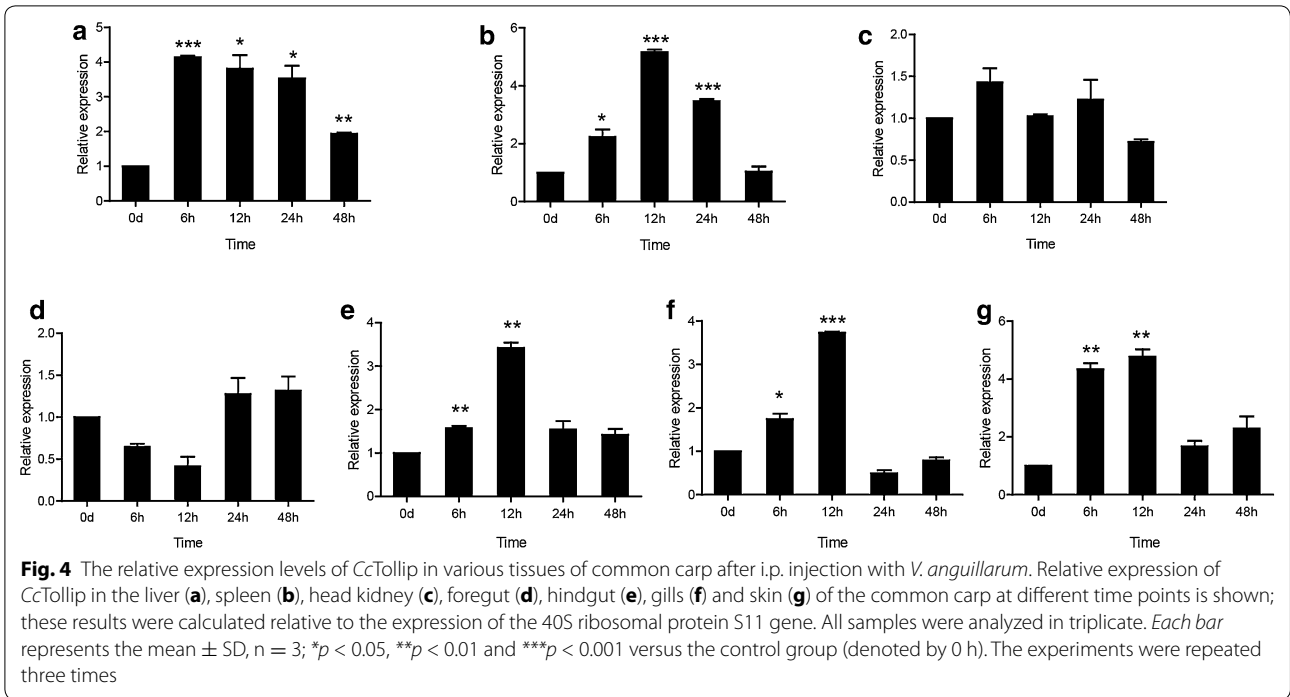 a
***
*
*
**
Relative expression
5
4
3
2
1
0
0d 6h 12h 24h 48h
Time
b
*
***
***
Relative expression
6
4
2
0
0d 6h 12h 24h 48h
Time
c
Relative expression
2.0
1.5
1.0
0.5
0.0
0d 6h 12h 24h 48h
Time
d
Relative expression
2.0
1.5
1.0
0.5
0.0
0d 6h 12h 24h 48h
Time
e
**
**
Relative expression
4
3
2
1
0
0d 6h 12h 24h 48h
Time
f
*
***
Relative expression
4
3
2
1
0
0d 6h 12h 24h 48h
Time
g
**
**
Relative expression
6
4
2
0
0d 6h 12h 24h 48h
Time
Fig. 4 The relative expression levels of CcTollip in various tissues of common carp after i.p. injection with V. anguillarum. Relative expression of
CcTollip in the liver (a), spleen (b), head kidney (c), foregut (d), hindgut (e), gills (f) and skin (g) of the common carp at different time points is shown;
these results were calculated relative to the expression of the 40S ribosomal protein S11 gene. All samples were analyzed in triplicate. Each bar
represents the mean ± SD, n = 3; *p < 0.05, **p < 0.01 and ***p < 0.001 versus the control group (denoted by 0 h). The experiments were repeated
three times